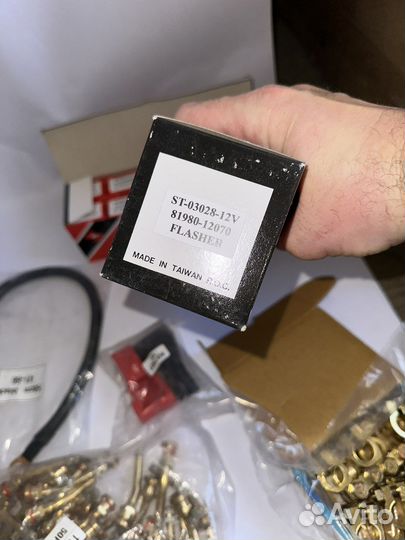 ST-03028-12V
81980-12070
FLASHER
MADE IN TAIWAN R.O.C.
Avito